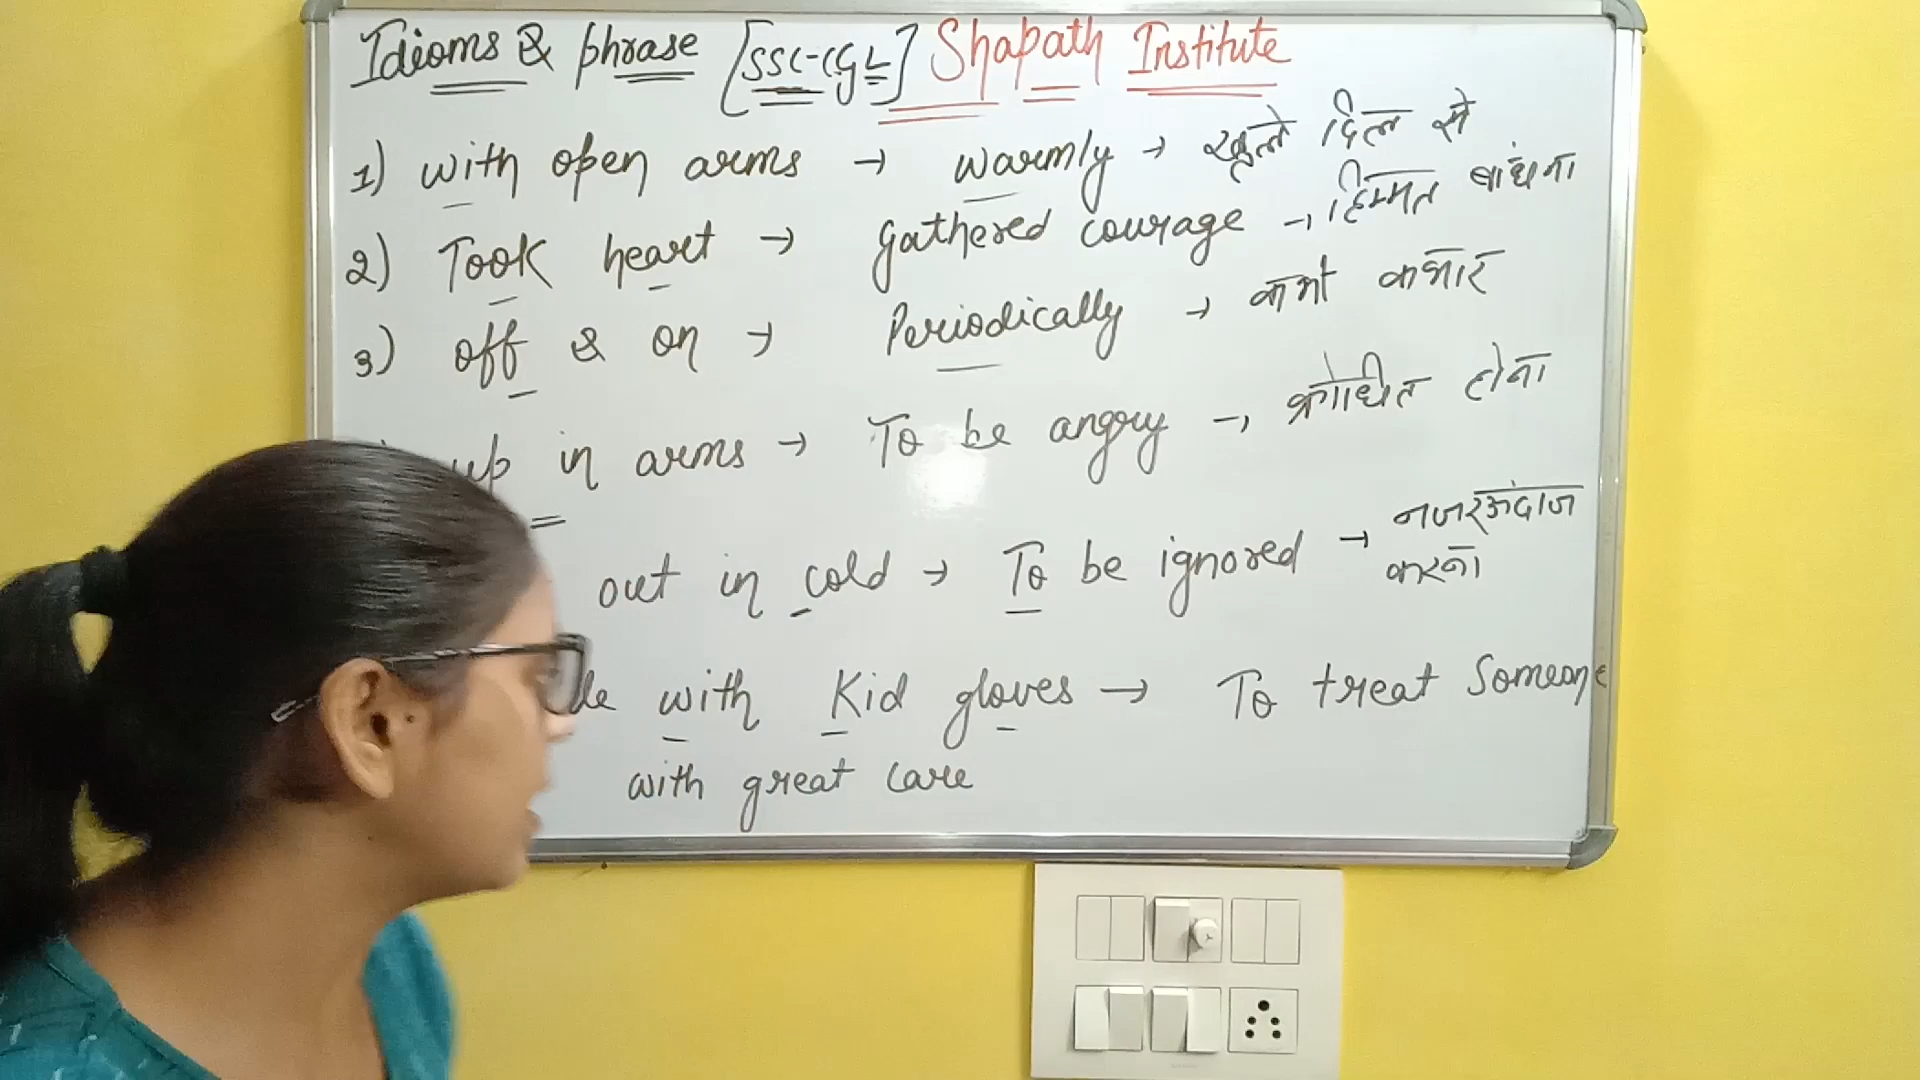 Idioms & phrase [SSC-CGL] Shapath Institute
1) with open arms → warmly → खुले दिल से
2) Took heart → gathered courage → हिम्मत बांधना
3) off & on → Periodically → कभी कभार
up in arms → To be angry → क्रोधित होना
out in cold → To be ignored → नजरअंदाज
करना
with Kid gloves → To treat Someone
with great care